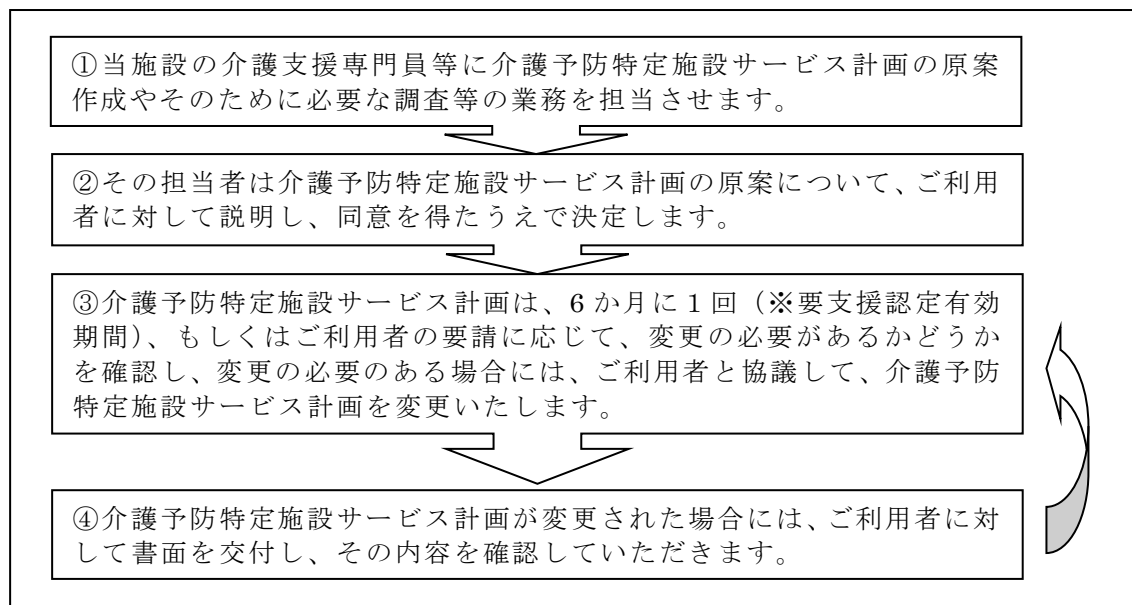 ①当施設の介護支援専門員等に介護予防特定施設サービス計画の原案
作成やそのために必要な調査等の業務を担当させます。
②その担当者は介護予防特定施設サービス計画の原案について、ご利用
者に対して説明し、同意を得たうえで決定します。
③介護予防特定施設サービス計画は、6か月に1回(※要支援認定有効
期間)、もしくはご利用者の要請に応じて、変更の必要があるかどうか
を確認し、変更の必要のある場合には、ご利用者と協議して、介護予防
特定施設サービス計画を変更いたします。
④介護予防特定施設サービス計画が変更された場合には、ご利用者に対
して書面を交付し、その内容を確認していただきます。